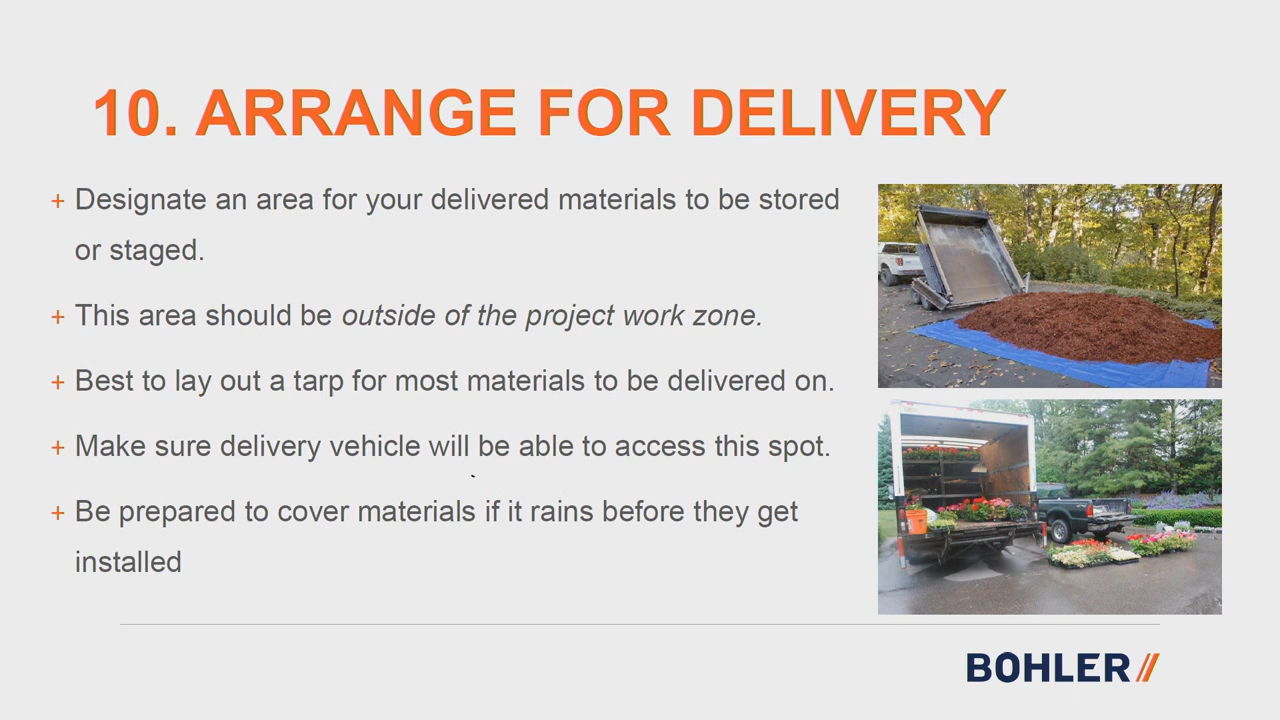 10. ARRANGE FOR DELIVERY
+ Designate an area for your delivered materials to be stored
or staged.
+ This area should be outside of the project work zone.
+ Best to lay out a tarp for most materials to be delivered on.
+ Make sure delivery vehicle will be able to access this spot.
+ Be prepared to cover materials if it rains before they get
installed
BOHLER//